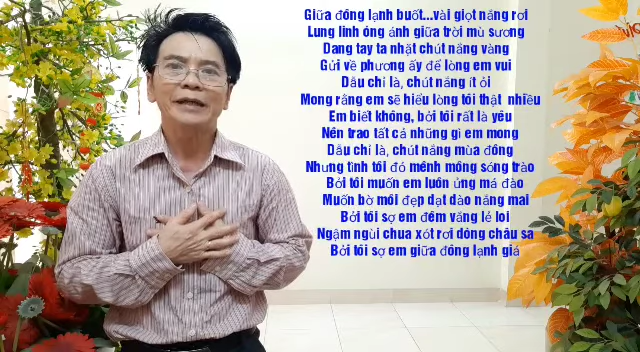 Giữa đông lạnh buốt...vài giọt nắng rơi
Lung linh óng ánh giữa trời mù sương
Dang tay ta nhặt chút nắng vàng
Gửi về phương ấy để lòng em vui
Dẫu chỉ là, chút nắng ít ỏi
Mong rằng em sẽ hiểu lòng tôi thật nhiều
Em biết không, bởi tôi rất là yêu
Nên trao tất cả những gì em mong
Dẫu chỉ là, chút nắng mùa đông
Nhưng tình tôi đó mênh mông sóng trào
Bởi tôi muốn em luôn ửng má đào
Muốn bờ môi đẹp dạt dào nắng mai
Bởi tôi sợ em đêm vắng lẻ loi
Ngậm ngùi chua xót rơi dòng châu sa
Bởi tôi sợ em giữa đông lạnh giá